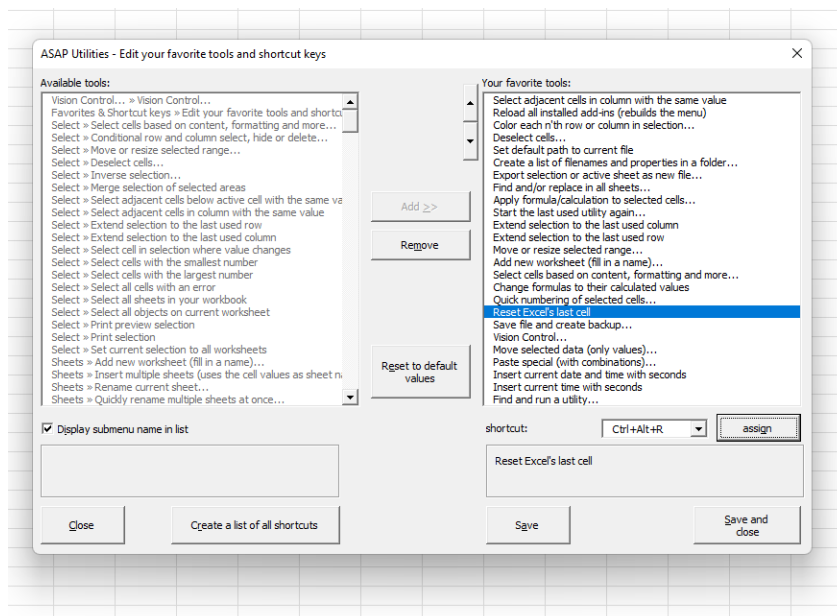 ASAP Utilities - Edit your favorite tools and shortcut keys
Available tools:
Vision Control... » Vision Control...
Favorites & Shortcut keys » Edit your favorite tools and shortcu
Select » Select cells based on content, formatting and more...
Select » Conditional row and column select, hide or delete...
Select » Move or resize selected range...
Select » Deselect cells...
Select » Inverse selection...
Select » Merge selection of selected areas
Select » Select adjacent cells below active cell with the same va
Select » Select adjacent cells in column with the same value
Select » Extend selection to the last used row
Select » Extend selection to the last used column
Select » Select cell in selection where value changes
Select » Select cells with the smallest number
Select » Select cells with the largest number
Select » Select all cells with an error
Select » Select all sheets in your workbook
Select » Select all objects on current worksheet
Select » Print preview selection
Select » Print selection
Select » Set current selection to all worksheets
Sheets » Add new worksheet (fill in a name)...
Sheets » Insert multiple sheets (uses the cell values as sheet na
Sheets » Rename current sheet...
Sheets » Quickly rename multiple sheets at once...
Display submenu name in list
Close
Create a list of all shortcuts
Add >>
Remove
Reset to default
values
Your favorite tools:
Select adjacent cells in column with the same value
Reload all installed add-ins (rebuilds the menu)
Color each n'th row or column in selection...
Deselect cells...
Set default path to current file
Create a list of filenames and properties in a folder...
Export selection or active sheet as new file...
Find and/or replace in all sheets...
Apply formula/calculation to selected cells...
Start the last used utility again...
Extend selection to the last used column
Extend selection to the last used row
Move or resize selected range...
Add new worksheet (fill in a name)...
Select cells based on content, formatting and more...
Change formulas to their calculated values
Quick numbering of selected cells...
Reset Excel's last cell
Save file and create backup...
Vision Control...
Move selected data (only values)...
Paste special (with combinations)...
Insert current date and time with seconds
Insert current time with seconds
Find and run a utility...
shortcut:
Ctrl+Alt+R
assign
Reset Excel's last cell
Save
Save and
close